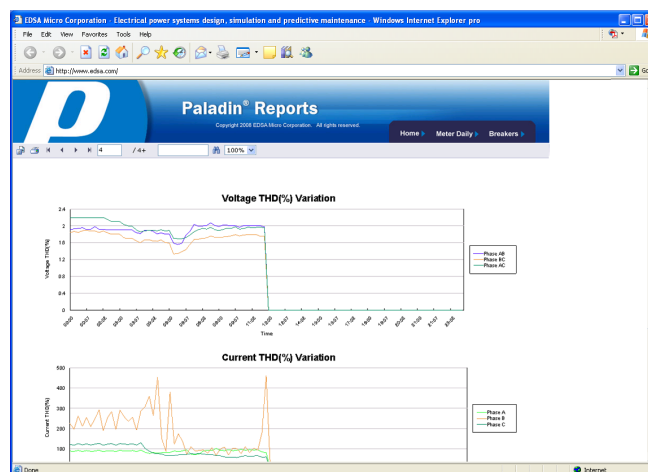 EDSA Micro Corporation - Electrical power systems design, simulation and predictive maintenance - Windows Internet Explorer pro
File Edit View Favorites Tools Help
Address http://www.edsa.com/ Go
Paladin® Reports
Copyright 2008 EDSA Micro Corporation. All rights reserved.
Home Meter Daily Breakers
4 / 4+ 100%
Voltage THD(%) Variation
Voltage THD(%)
2.4
2
1.6
1.2
0.8
0.4
0
Phase AB
Phase BC
Phase AC
Time
Current THD(%) Variation
Current THD(%)
500
400
300
200
100
Phase A
Phase B
Phase C
Done Internet